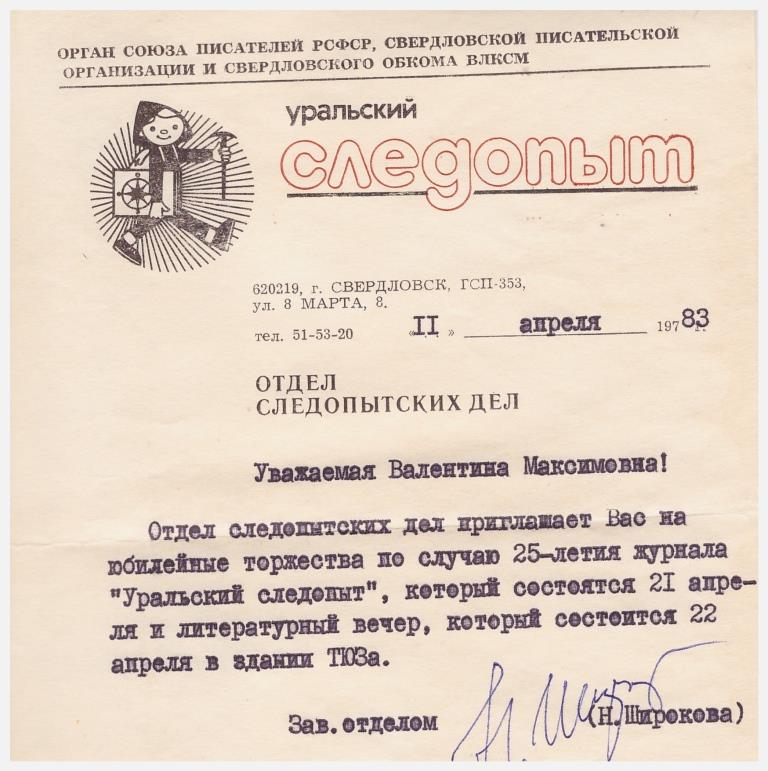 ОРГАН СОЮЗА ПИСАТЕЛЕЙ РСФСР, СВЕРДЛОВСКОЙ ПИСАТЕЛЬСКОЙ
ОРГАНИЗАЦИИ И СВЕРДЛОВСКОГО ОБКОМА ВЛКСМ
уральский
следопыт
620219, г. СВЕРДЛОВСК, ГСП-353,
ул. 8 МАРТА, 8.
тел. 51-53-20 «II» апреля 19783 г.
ОТДЕЛ
СЛЕДОПЫТСКИХ ДЕЛ
Уважаемая Валентина Максимовна!
Отдел следопытских дел приглашает Вас на
юбилейные торжества по случаю 25-летия журнала
"Уральский следопыт", который состоятся 2I апре-
ля и литературный вечер, который состоится 22
апреля в здании ТЮЗа.
Зав.отделом (Н.Широкова)